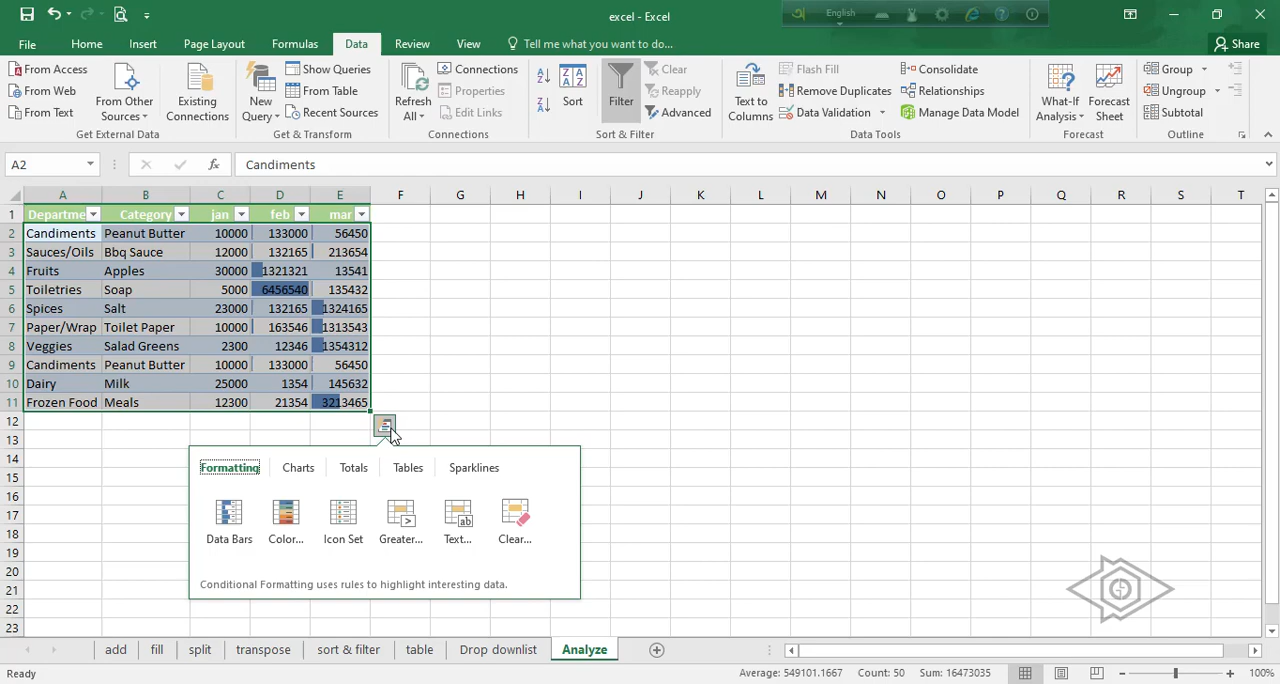 excel - Excel
English
File Home Insert Page Layout Formulas Data Review View Tell me what you want to do... Share
From Access
From Web
From Text
From Other Sources
Existing Connections
Get External Data
New Query
Show Queries
From Table
Recent Sources
Get & Transform
Refresh All
Connections
Properties
Edit Links
Connections
Sort
Filter
Clear
Reapply
Advanced
Sort & Filter
Text to Columns
Flash Fill
Remove Duplicates
Data Validation
Consolidate
Relationships
Manage Data Model
Data Tools
What-If Analysis
Forecast Sheet
Forecast
Group
Ungroup
Subtotal
Outline
A2 fx Candiments
A B C D E F G H I J K L M N O P Q R S T
1 Departme Category jan feb mar
2 Candiments Peanut Butter 10000 133000 56450
3 Sauces/Oils Bbq Sauce 12000 132165 213654
4 Fruits Apples 30000 1321321 13541
5 Toiletries Soap 5000 6456540 135432
6 Spices Salt 23000 132165 1324165
7 Paper/Wrap Toilet Paper 10000 163546 1313543
8 Veggies Salad Greens 2300 12346 1354312
9 Candiments Peanut Butter 10000 133000 56450
10 Dairy Milk 25000 1354 145632
11 Frozen Food Meals 12300 21354 3213465
12
13
14
15
16
17
18
19
20
21
22
23
Formatting Charts Totals Tables Sparklines
Data Bars Color... Icon Set Greater... Text... Clear...
Conditional Formatting uses rules to highlight interesting data.
add fill split transpose sort & filter table Drop downlist Analyze
Ready Average: 549101.1667 Count: 50 Sum: 16473035 100%